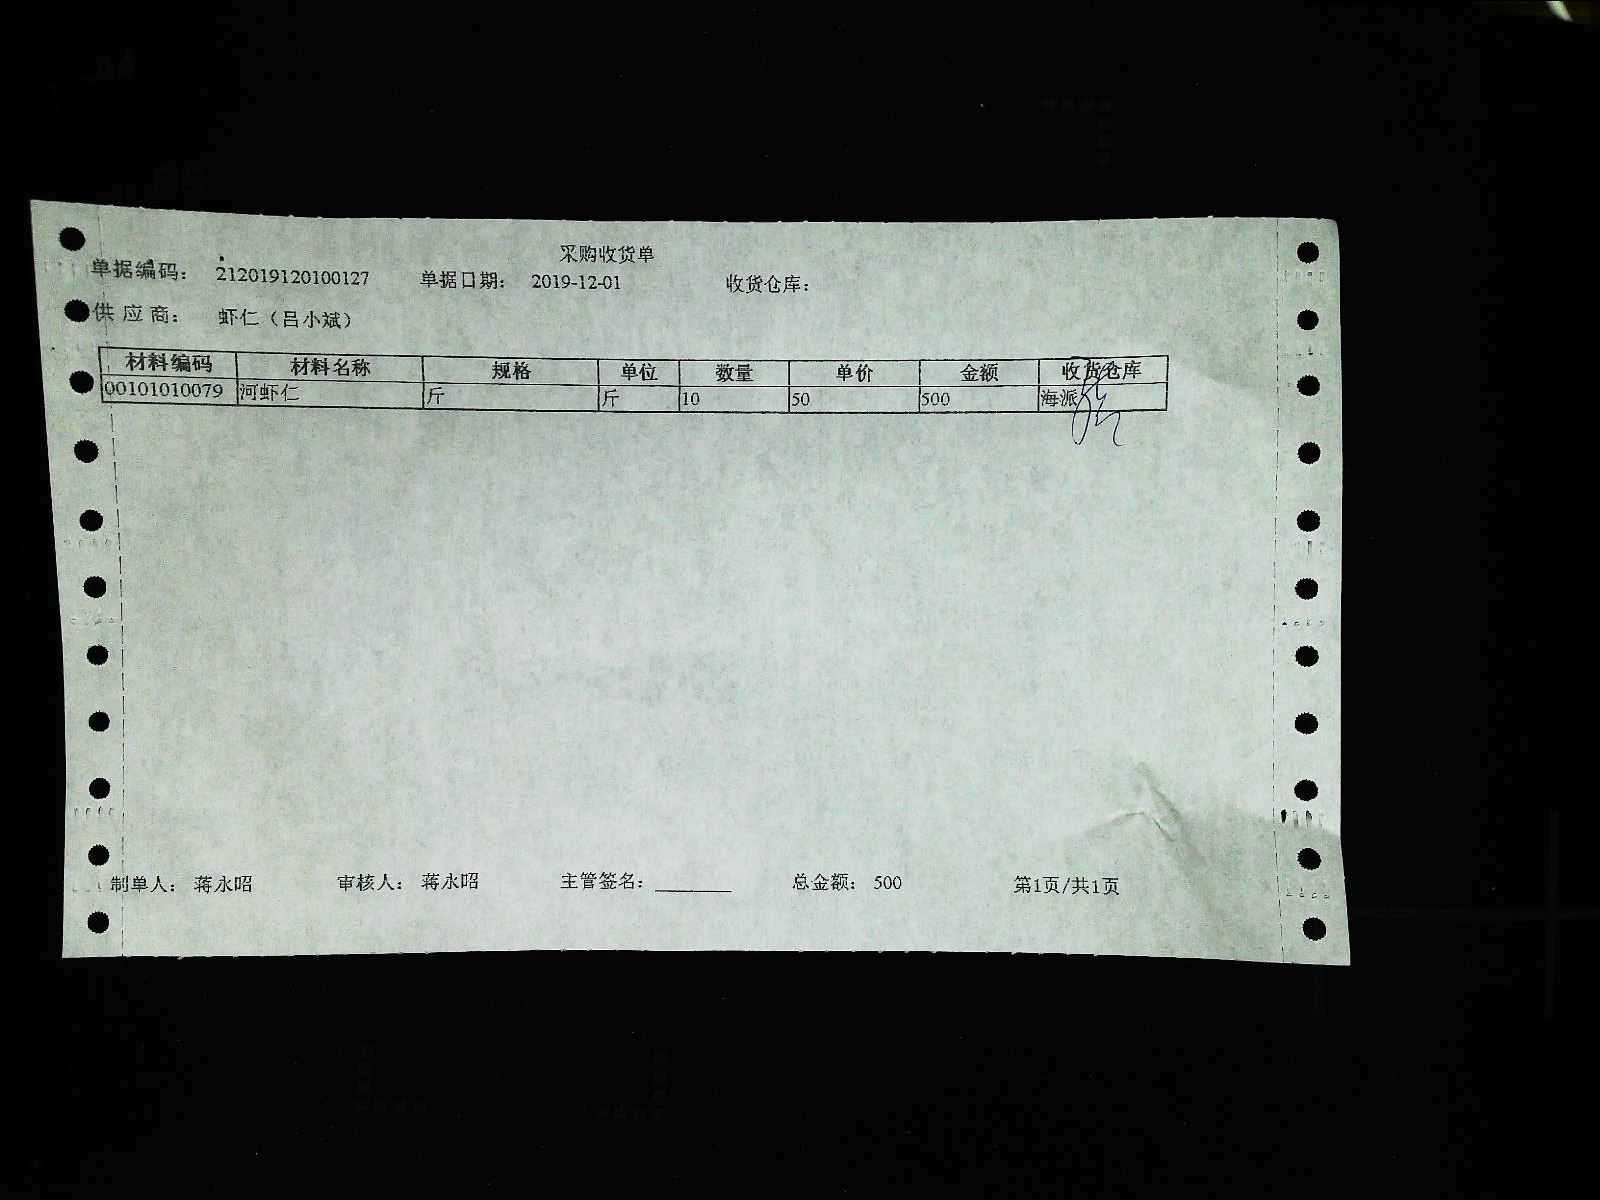 采购收货单
单据编码： 212019120100127 单据日期： 2019-12-01 收货仓库：
供应商： 虾仁（吕小斌）
材料编码 材料名称 规格 单位 数量 单价 金额 收货仓库
00101010079 河虾仁 斤 斤 10 50 500 海派
制单人： 蒋永昭 审核人： 蒋永昭 主管签名：________ 总金额： 500 第1页/共1页